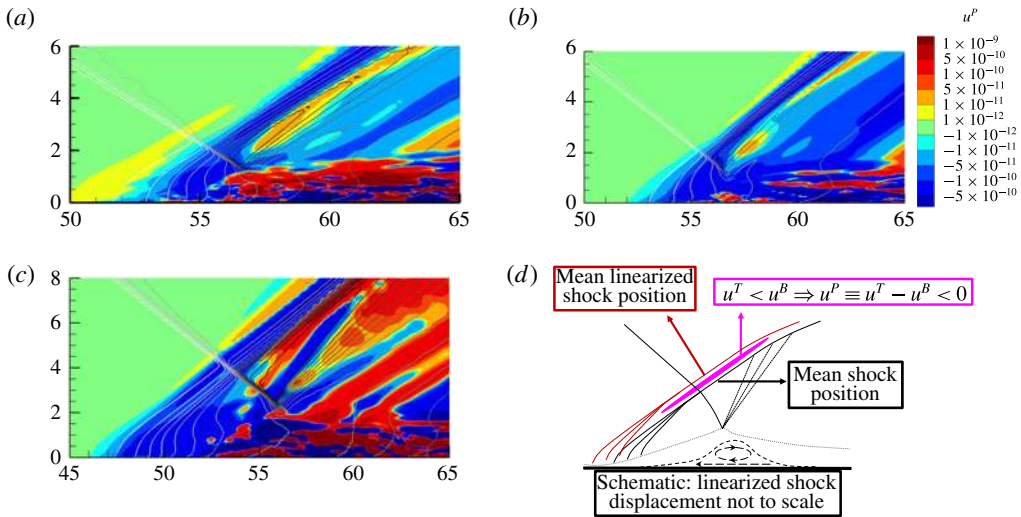 (a)
6
4
2
0
50
55
60
65
(b)
6
4
2
0
50
55
60
65
u^P
1 × 10^−9
5 × 10^−10
1 × 10^−10
5 × 10^−11
1 × 10^−11
1 × 10^−12
−1 × 10^−12
−1 × 10^−11
−5 × 10^−11
−1 × 10^−10
−5 × 10^−10
(c)
8
6
4
2
0
45
50
55
60
65
(d)
Mean linearized
shock position
u^T < u^B ⇒ u^P ≡ u^T − u^B < 0
Mean shock
position
Schematic: linearized shock
displacement not to scale